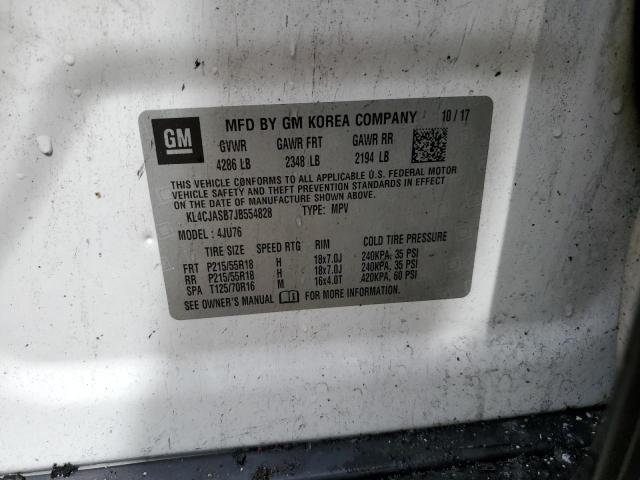 GM
MFD BY GM KOREA COMPANY 10/17
GVWR GAWR FRT GAWR RR
4286 LB 2348 LB 2194 LB
THIS VEHICLE CONFORMS TO ALL APPLICABLE U.S. FEDERAL MOTOR
VEHICLE SAFETY AND THEFT PREVENTION STANDARDS IN EFFECT ON
THE DATE OF MANUFACTURE SHOWN ABOVE.
KL4CJASB7JB554828 TYPE: MPV
MODEL: 4JU76
TIRE SIZE SPEED RTG RIM COLD TIRE PRESSURE
FRT P215/55R18 H 18x7.0J 240KPA, 35 PSI
RR P215/55R18 H 18x7.0J 240KPA, 35 PSI
SPA T125/70R16 M 16x4.0T A20KPA, 60 PSI
SEE OWNER'S MANUAL FOR MORE INFORMATION.